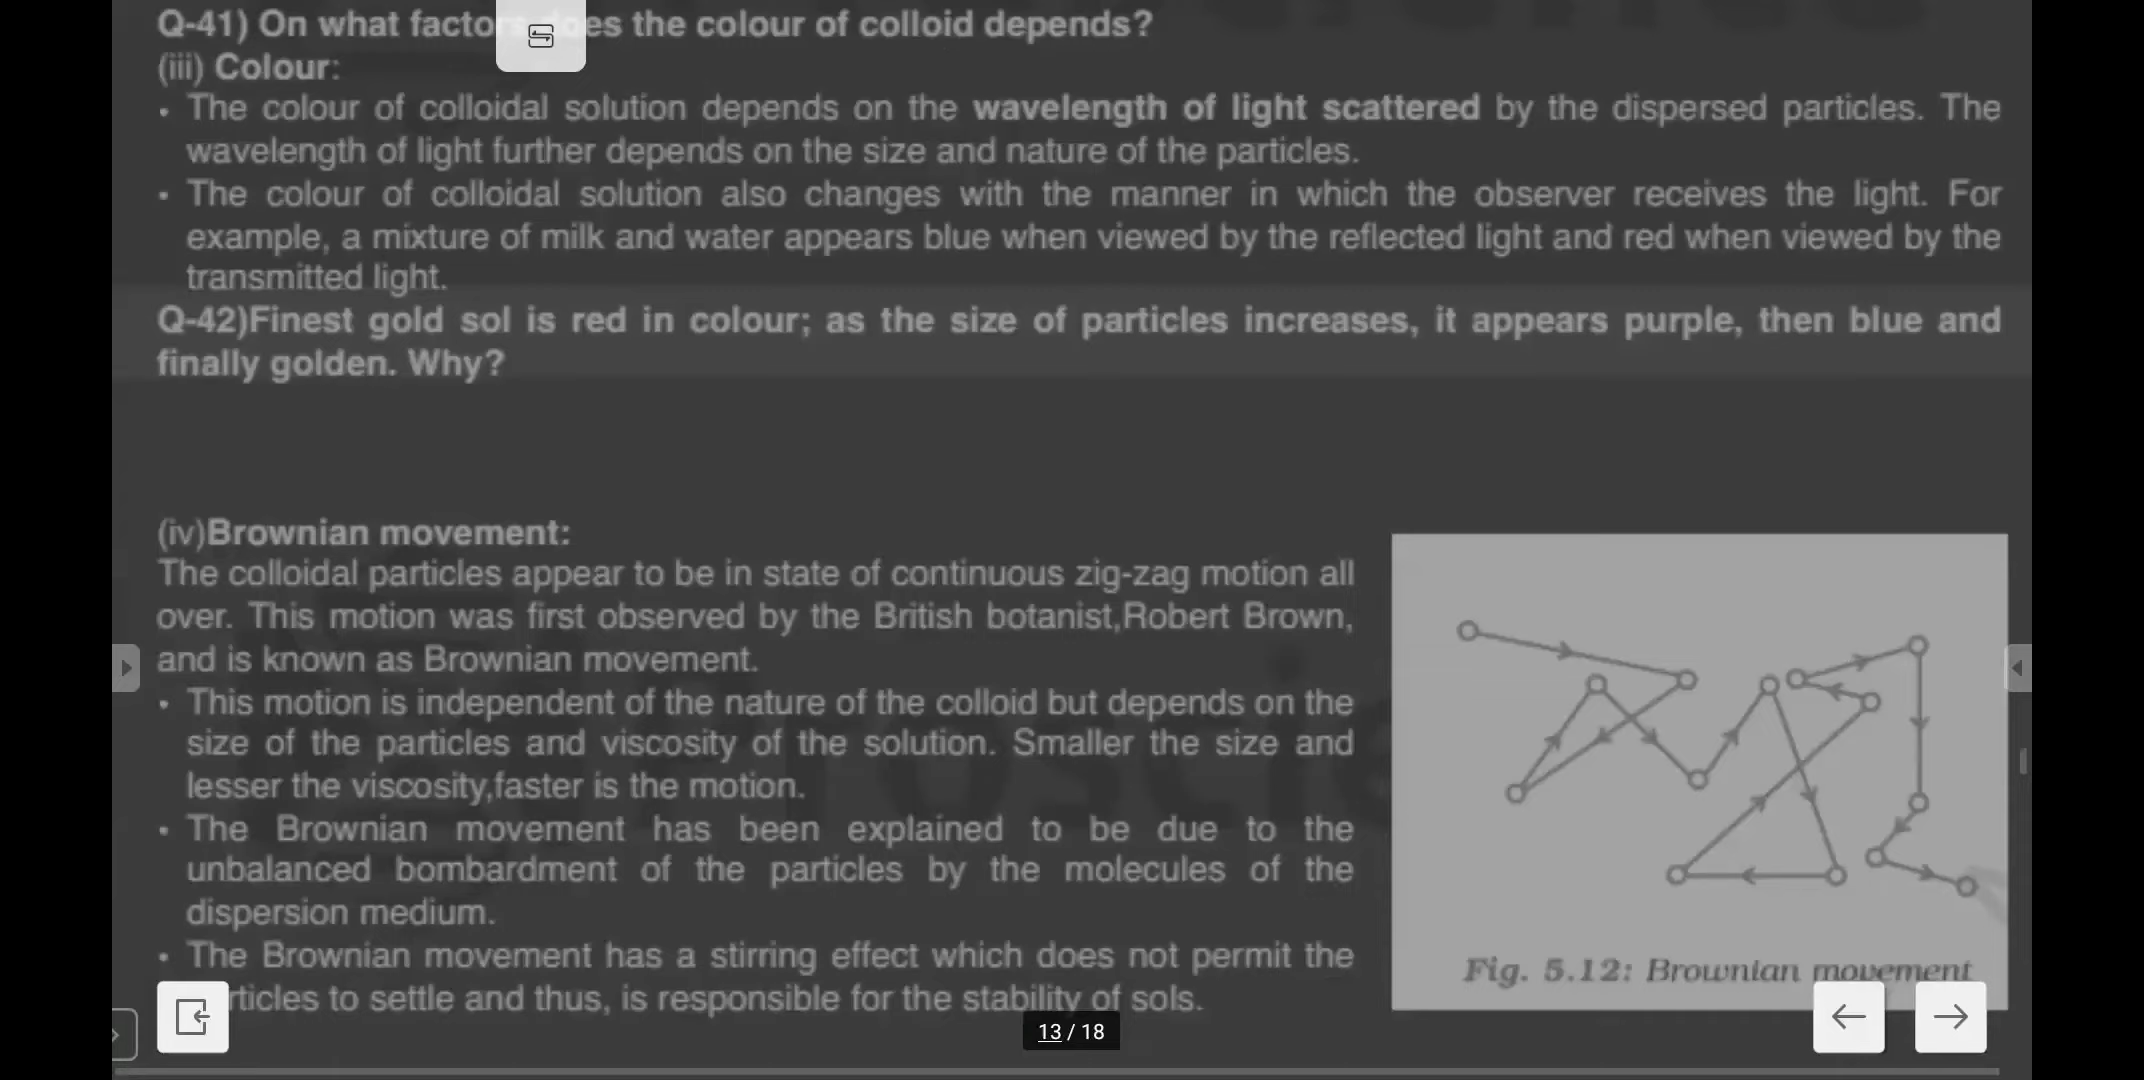 Q-41) On what factor does the colour of colloid depends?
(iii) Colour:
• The colour of colloidal solution depends on the wavelength of light scattered by the dispersed particles. The
wavelength of light further depends on the size and nature of the particles.
• The colour of colloidal solution also changes with the manner in which the observer receives the light. For
example, a mixture of milk and water appears blue when viewed by the reflected light and red when viewed by the
transmitted light.
Q-42)Finest gold sol is red in colour; as the size of particles increases, it appears purple, then blue and
finally golden. Why?
(iv)Brownian movement:
The colloidal particles appear to be in state of continuous zig-zag motion all
over. This motion was first observed by the British botanist,Robert Brown,
and is known as Brownian movement.
• This motion is independent of the nature of the colloid but depends on the
size of the particles and viscosity of the solution. Smaller the size and
lesser the viscosity,faster is the motion.
• The Brownian movement has been explained to be due to the
unbalanced bombardment of the particles by the molecules of the
dispersion medium.
• The Brownian movement has a stirring effect which does not permit the
rticles to settle and thus, is responsible for the stability of sols.
Fig. 5.12: Brownian movement
13 / 18